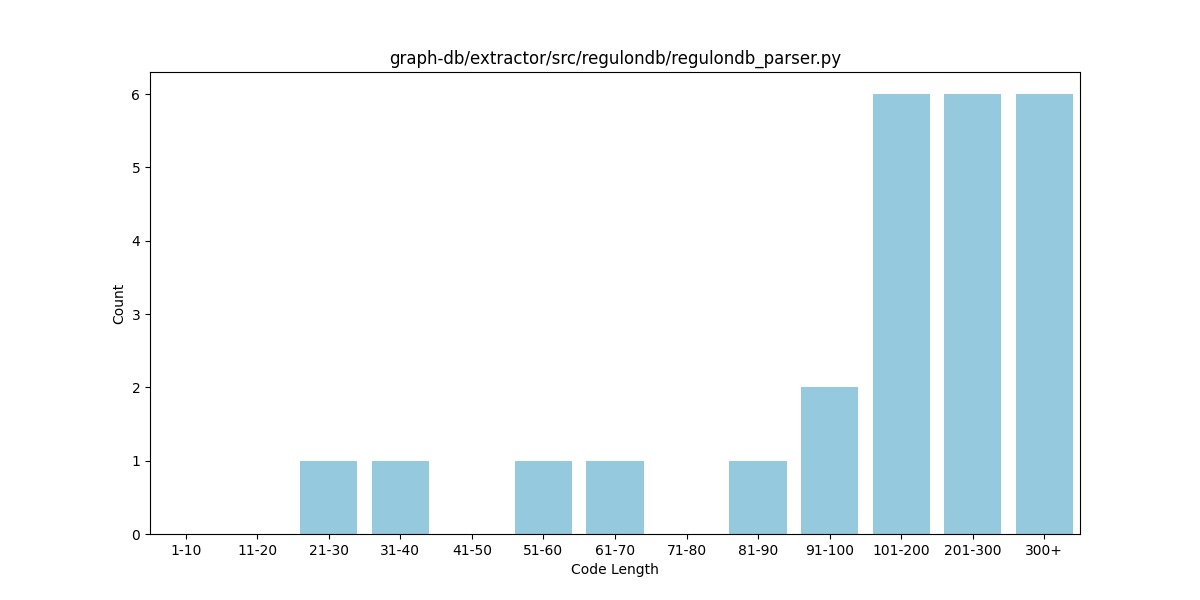 graph-db/extractor/src/regulondb/regulondb_parser.py
Count
6
5
4
3
2
1
0
1-10 11-20 21-30 31-40 41-50 51-60 61-70 71-80 81-90 91-100 101-200 201-300 300+
Code Length